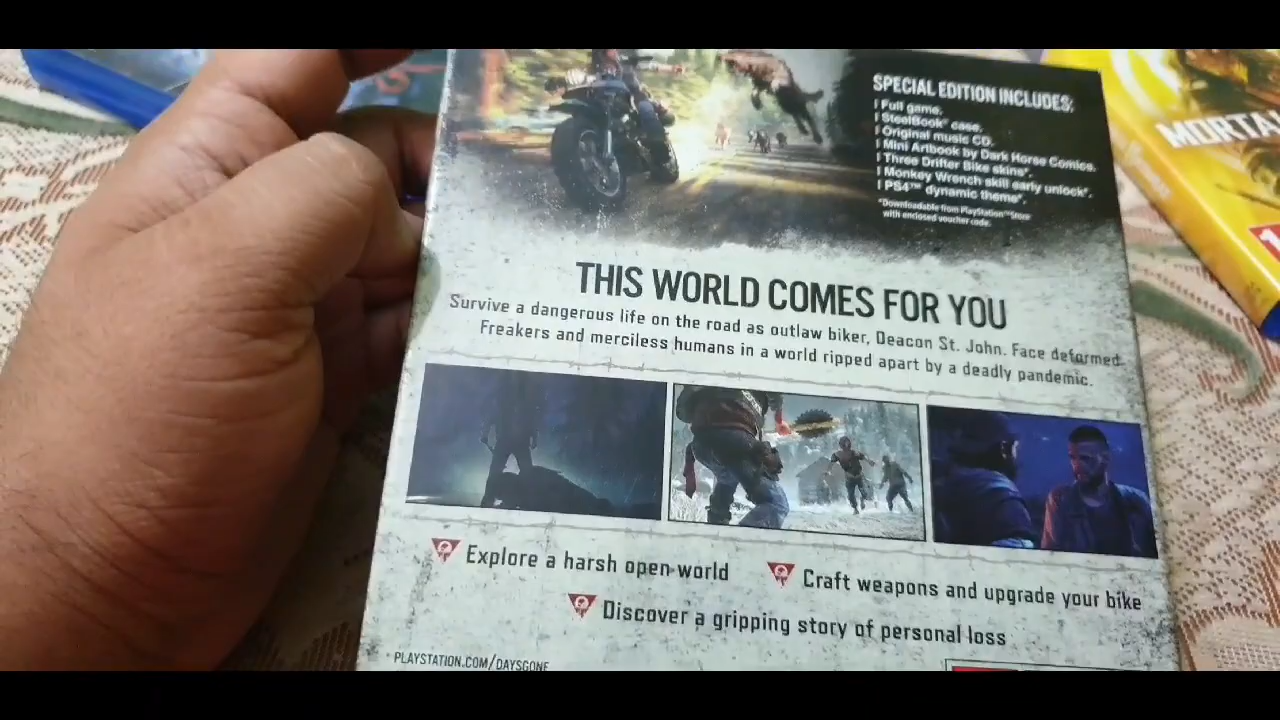 SPECIAL EDITION INCLUDES:
| Full game.
| SteelBook® case.
| Original music CD.
| Mini Artbook by Dark Horse Comics.
| Three Drifter Bike skins*.
| Monkey Wrench skill early unlock*.
| PS4™ dynamic theme*.
*Downloadable from PlayStation™Store
with enclosed voucher code.
MORTA
THIS WORLD COMES FOR YOU
Survive a dangerous life on the road as outlaw biker, Deacon St. John. Face deformed
Freakers and merciless humans in a world ripped apart by a deadly pandemic.
Explore a harsh open world
Craft weapons and upgrade your bike
Discover a gripping story of personal loss
PLAYSTATION.COM/DAYSGONE